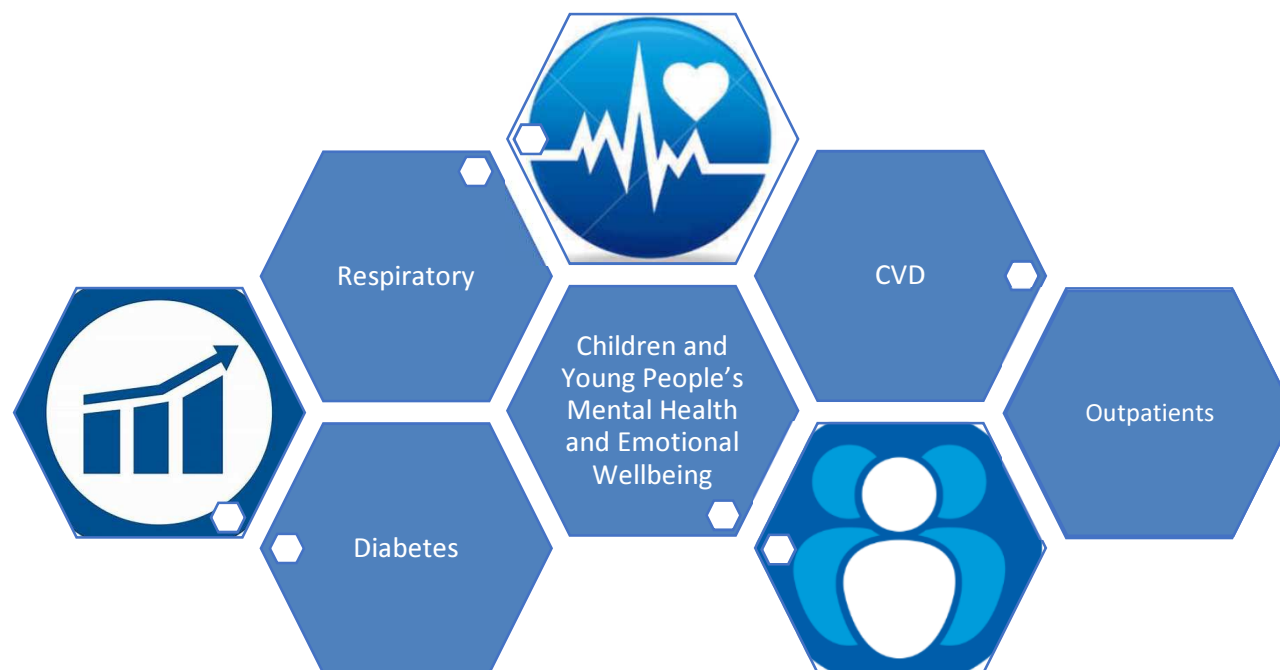 Respiratory
CVD
Children and
Young People’s
Mental Health
and Emotional
Wellbeing
Outpatients
Diabetes